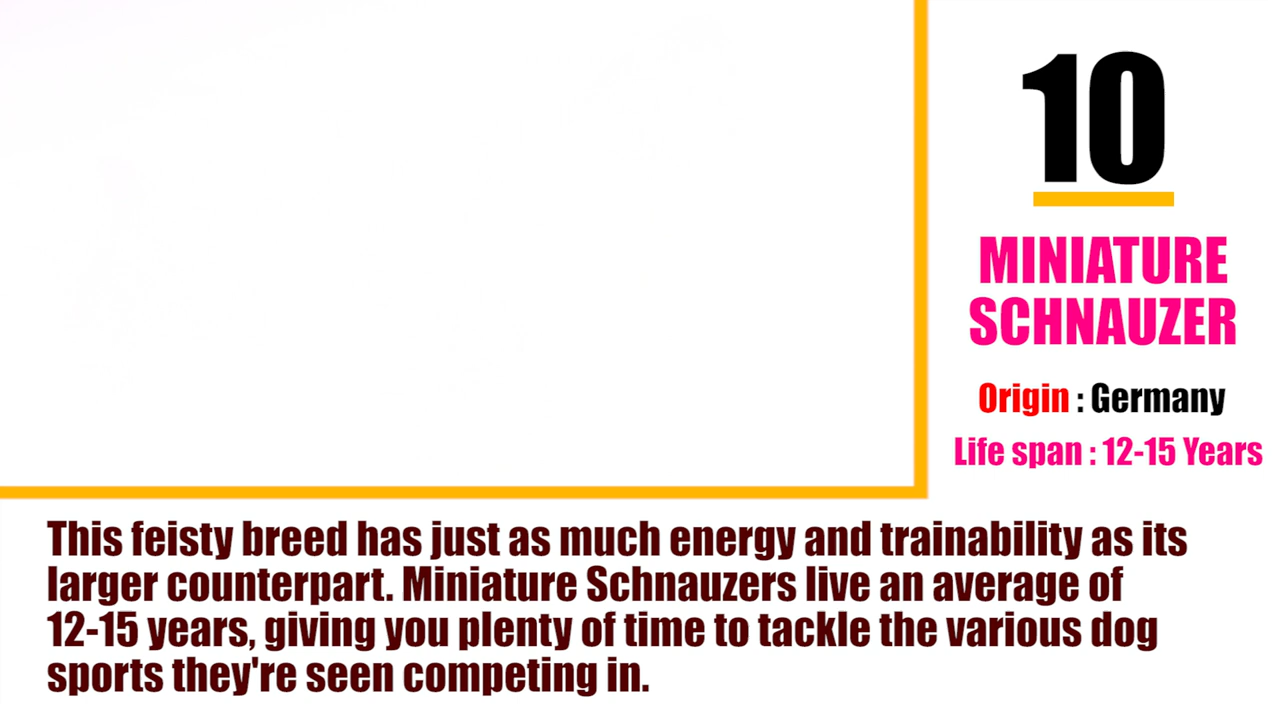 10
MINIATURE
SCHNAUZER
Origin : Germany
Life span : 12-15 Years
This feisty breed has just as much energy and trainability as its
larger counterpart. Miniature Schnauzers live an average of
12-15 years, giving you plenty of time to tackle the various dog
sports they're seen competing in.